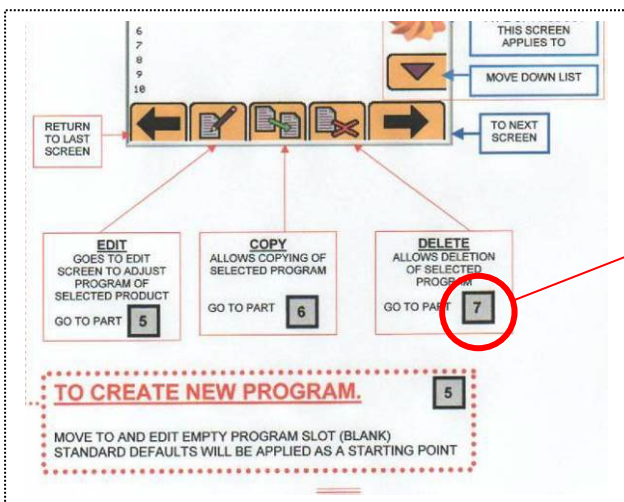 6
7
8
9
10
THIS SCREEN
APPLIES TO
MOVE DOWN LIST
RETURN
TO LAST
SCREEN
TO NEXT
SCREEN
EDIT
GOES TO EDIT
SCREEN TO ADJUST
PROGRAM OF
SELECTED PRODUCT
GO TO PART 5
COPY
ALLOWS COPYING OF
SELECTED PROGRAM
GO TO PART 6
DELETE
ALLOWS DELETION
OF SELECTED
PROGRAM
GO TO PART 7
TO CREATE NEW PROGRAM. 5
MOVE TO AND EDIT EMPTY PROGRAM SLOT (BLANK)
STANDARD DEFAULTS WILL BE APPLIED AS A STARTING POINT